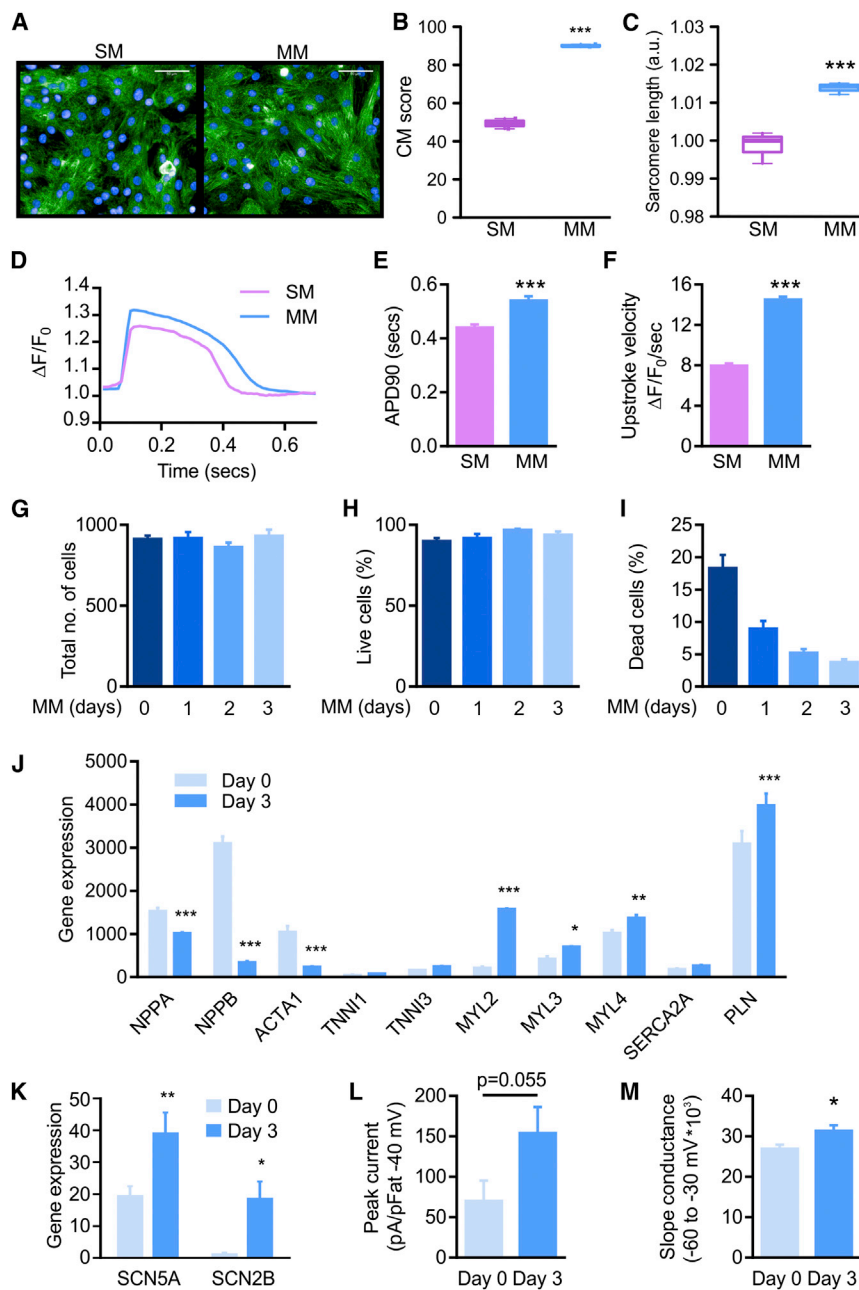 A
SM
MM
B
CM score
100
80
60
40
20
0
***
SM
MM
C
Sarcomere length (a.u.)
1.03
1.02
1.01
1.00
0.99
0.98
***
SM
MM
D
ΔF/F0
1.4
1.3
1.2
1.1
1.0
0.9
SM
MM
0.0 0.2 0.4 0.6
Time (secs)
E
APD90 (secs)
0.6
0.4
0.2
0.0
***
SM MM
F
Upstroke velocity
ΔF/F0/sec
16
12
8
4
0
***
SM MM
G
Total no. of cells
1000
500
0
MM (days) 0 1 2 3
H
Live cells (%)
100
50
0
MM (days) 0 1 2 3
I
Dead cells (%)
25
20
15
10
5
0
MM (days) 0 1 2 3
J
Gene expression
5000
4000
3000
2000
1000
0
Day 0
Day 3
***
***
***
***
*
**
***
NPPA
NPPB
ACTA1
TNNI1
TNNI3
MYL2
MYL3
MYL4
SERCA2A
PLN
K
Gene expression
50
40
30
20
10
0
**
*
Day 0
Day 3
SCN5A SCN2B
L
Peak current
(pA/pFat -40 mV)
200
150
100
50
0
p=0.055
Day 0 Day 3
M
Slope conductance
(-60 to -30 mV*10³)
40
30
20
10
0
*
Day 0 Day 3